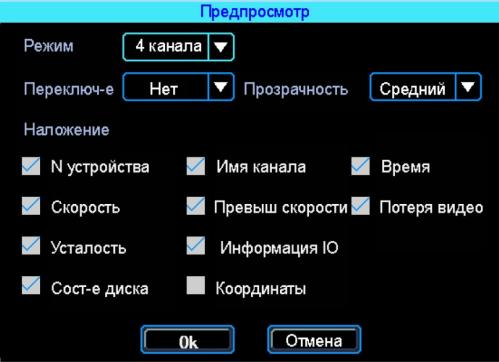 Предпросмотр
Режим 4 канала
Переключ-е Нет Прозрачность Средний
Наложение
N устройства Имя канала Время
Скорость Превыш скорости Потеря видео
Усталость Информация IO
Сост-е диска Координаты
Ok Отмена